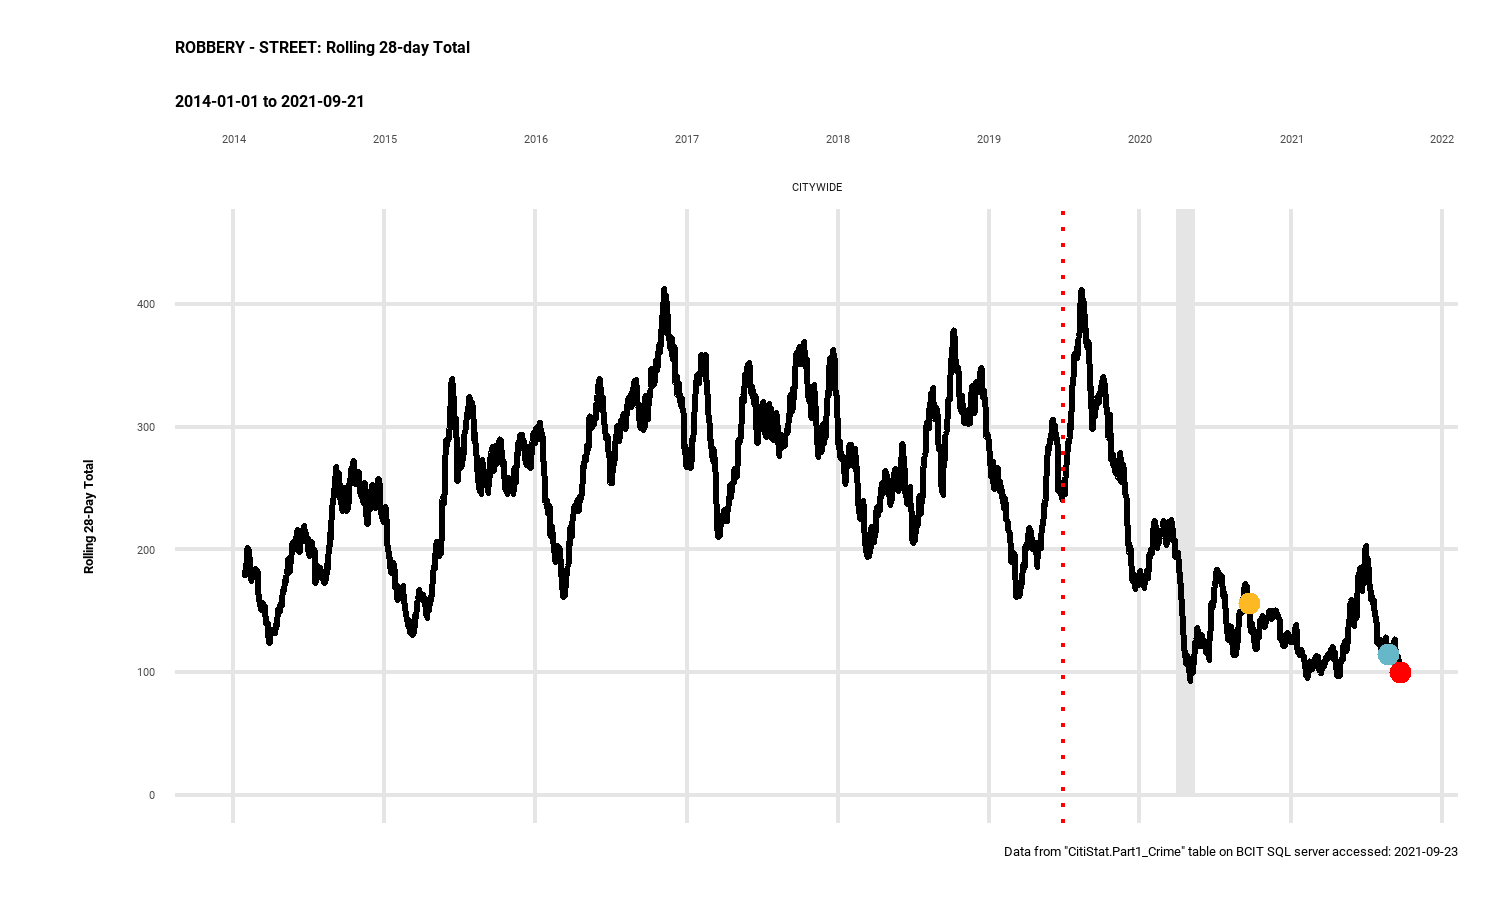 ROBBERY - STREET: Rolling 28-day Total
2014-01-01 to 2021-09-21
2014 2015 2016 2017 2018 2019 2020 2021 2022
CITYWIDE
400
300
200
100
0
Rolling 28-Day Total
Data from "CitiStat.Part1_Crime" table on BCIT SQL server accessed: 2021-09-23